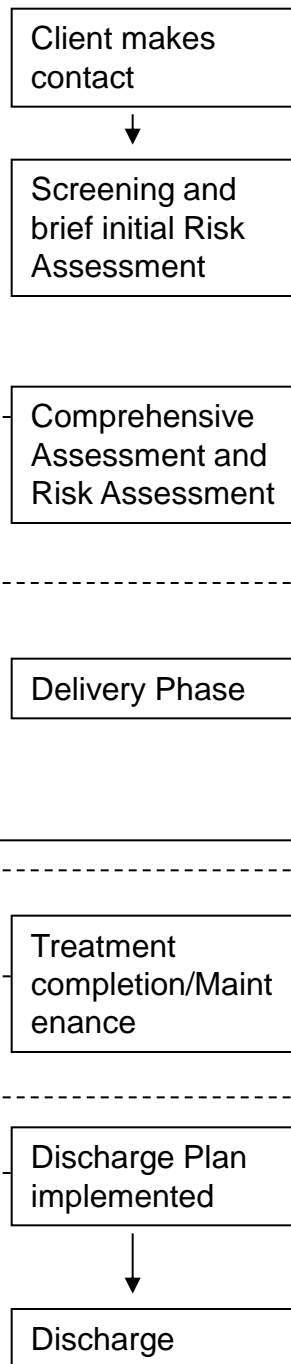 Client makes
contact
Screening and
brief initial Risk
Assessment
Comprehensive
Assessment and
Risk Assessment
Delivery Phase
Treatment
completion/Maint
enance
Discharge Plan
implemented
Discharge